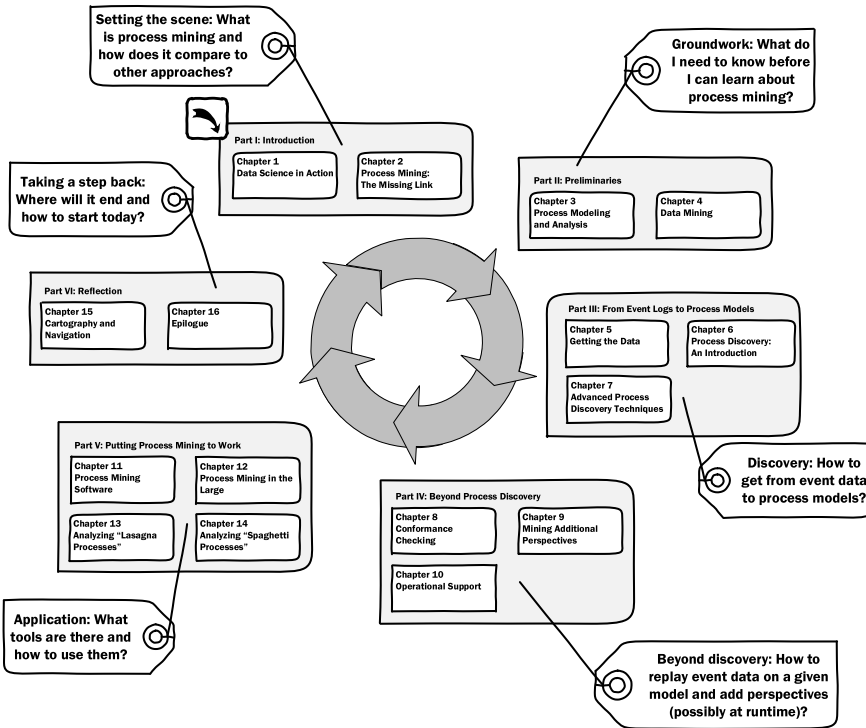 Setting the scene: What
is process mining and
how does it compare to
other approaches?
Groundwork: What do
I need to know before
I can learn about
process mining?
Part I: Introduction
Chapter 1
Data Science in Action
Chapter 2
Process Mining:
The Missing Link
Part II: Preliminaries
Chapter 3
Process Modeling
and Analysis
Chapter 4
Data Mining
Taking a step back:
Where will it end and
how to start today?
Part VI: Reflection
Chapter 15
Cartography and
Navigation
Chapter 16
Epilogue
Part III: From Event Logs to Process Models
Chapter 5
Getting the Data
Chapter 6
Process Discovery:
An Introduction
Chapter 7
Advanced Process
Discovery Techniques
Discovery: How to
get from event data
to process models?
Part V: Putting Process Mining to Work
Chapter 11
Process Mining
Software
Chapter 12
Process Mining in the
Large
Chapter 13
Analyzing “Lasagna
Processes”
Chapter 14
Analyzing “Spaghetti
Processes”
Part IV: Beyond Process Discovery
Chapter 8
Conformance
Checking
Chapter 9
Mining Additional
Perspectives
Chapter 10
Operational Support
Application: What
tools are there and
how to use them?
Beyond discovery: How to
replay event data on a given
model and add perspectives
(possibly at runtime)?